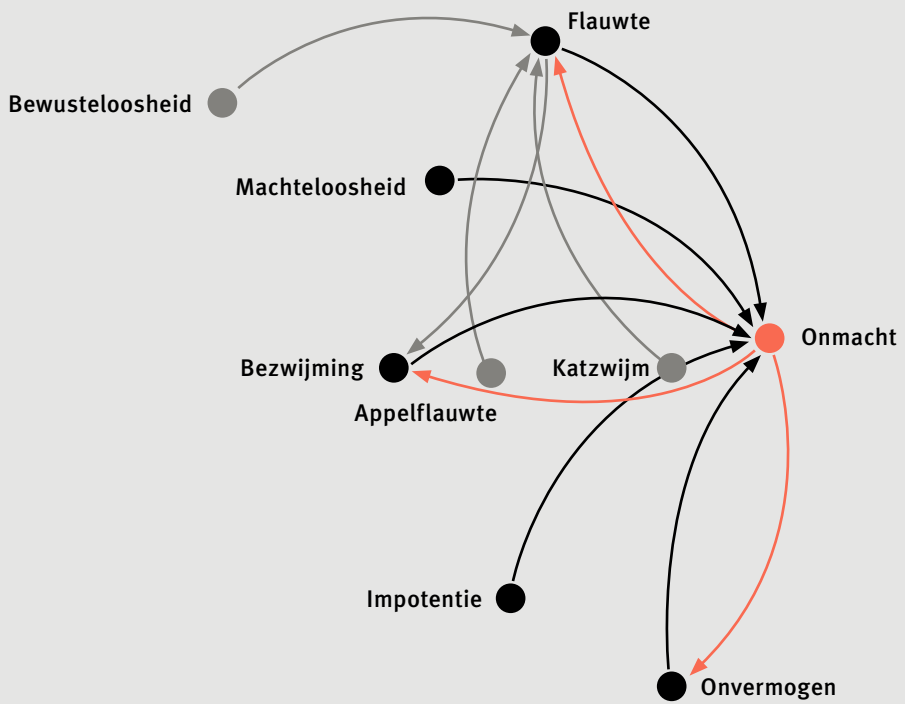 Flauwte
Bewusteloosheid
Machteloosheid
Onmacht
Bezwijming
Katzwijm
Appelflauwte
Impotentie
Onvermogen